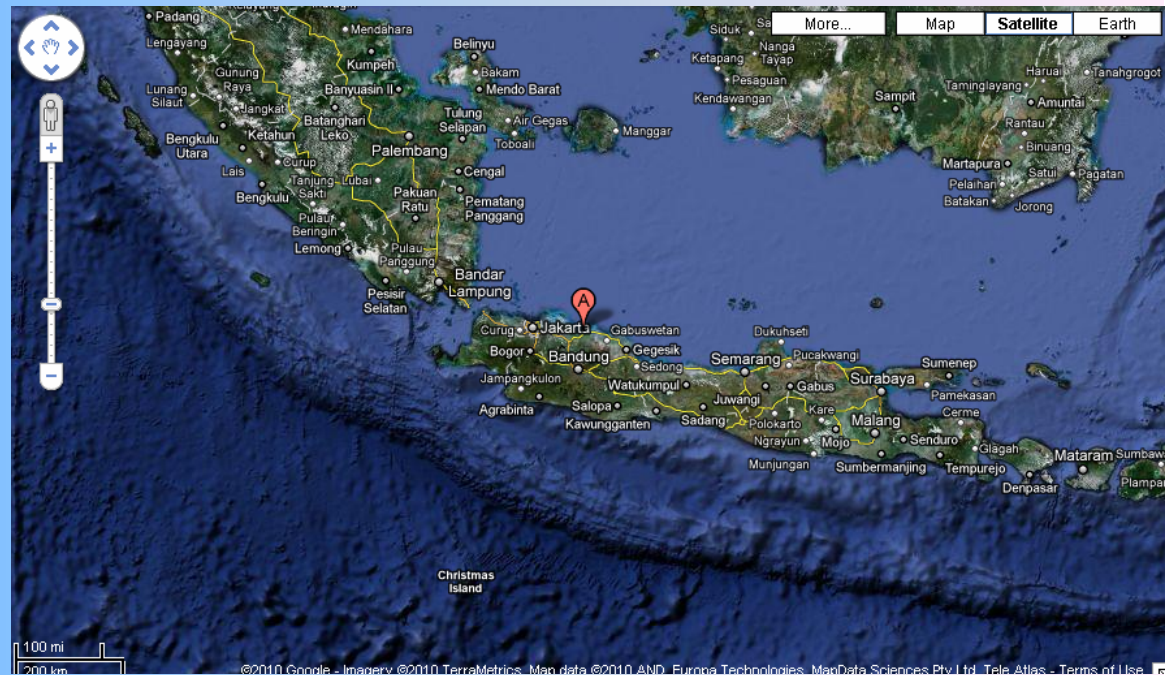 Padang
Mendahara
Lengayang
Kumpeh
Belinyu
Siduk
More...
Map
Satellite
Earth
Nanga
Tayap
Ketapang
Pesaguan
Kendawangan
Gunung
Raya
Bakam
Banyuasin II
Mendo Barat
Lunang
Silaut
Jangkat
Batanghari
Leko
Tulung
Selapan
Air Gegas
Toboali
Manggar
Sampit
Haruai
Tanahgrogot
Taminglayang
Amuntai
Rantau
Binuang
Bengkulu
Utara
Ketahun
Palembang
Martapura
Satui
Pagatan
Pelaihan
Batakan
Jorong
Lais
Curup
Bengkulu
Tanjung
Sakti
Lubai
Cengal
Pakuan
Ratu
Pematang
Panggang
Pulau
Beringin
Lemong
Pulau
Panggung
Bandar
Lampung
Pesisir
Selatan
A
Curug
Jakarta
Gabuswetan
Dukuhseti
Bogor
Bandung
Gegesik
Sedong
Semarang
Pucakwangi
Sumenep
Jampangkulon
Watukumpul
Gabus
Surabaya
Pamekasan
Agrabinta
Salopa
Juwangi
Kawungganten
Sadang
Polokarto
Kare
Malang
Cerme
Ngrayun
Mojo
Senduro
Glagah
Munjungan
Sumbermanjing
Tempurejo
Mataram
Sumbaw
Denpasar
Plampan
Christmas
Island
100 mi
200 km
©2010 Google - Imagery ©2010 TerraMetrics, Map data ©2010 AND, Europa Technologies, MapData Sciences Pty Ltd, Tele Atlas - Terms of Use